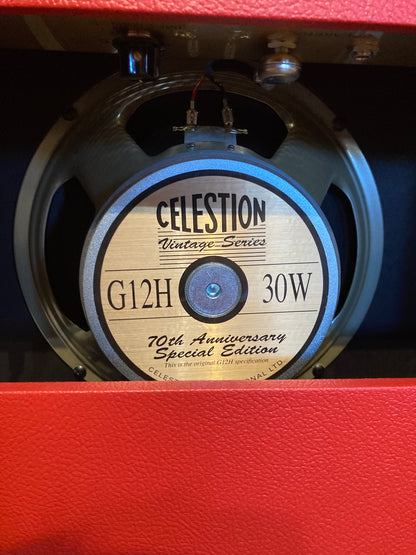 CELESTION
Vintage Series
G12H 30W
70th Anniversary
Special Edition
This is the original G12H specification